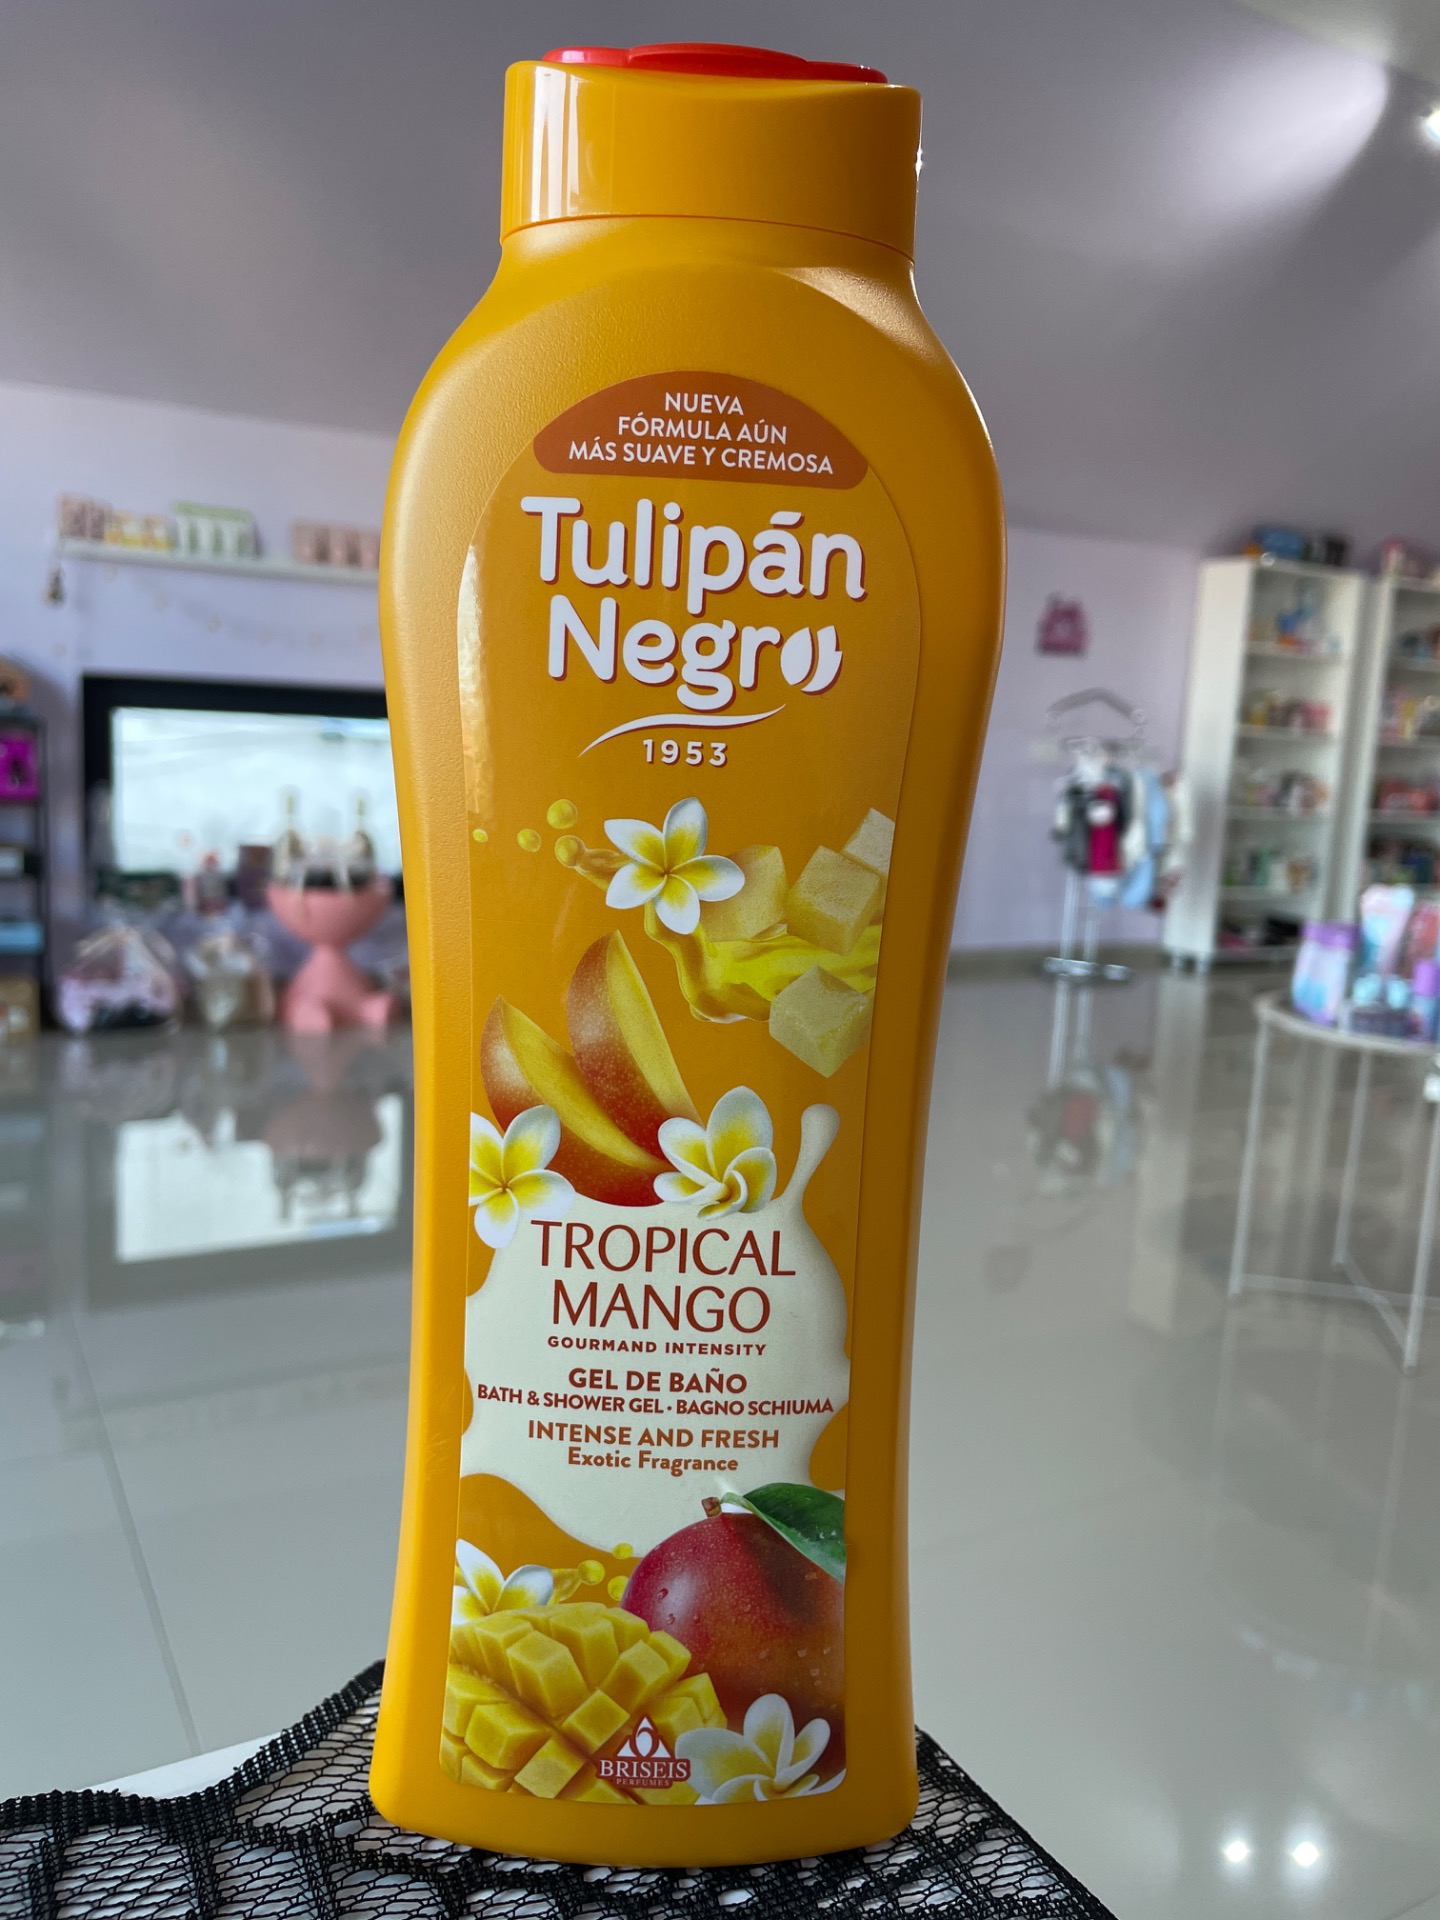 NUEVA
FÓRMULA AÚN
MÁS SUAVE Y CREMOSA
Tulipán
Negro
1953
TROPICAL
MANGO
GOURMAND INTENSITY
GEL DE BAÑO
BATH & SHOWER GEL · BAGNO SCHIUMA
INTENSE AND FRESH
Exotic Fragrance
BRISEIS
PERFUMES